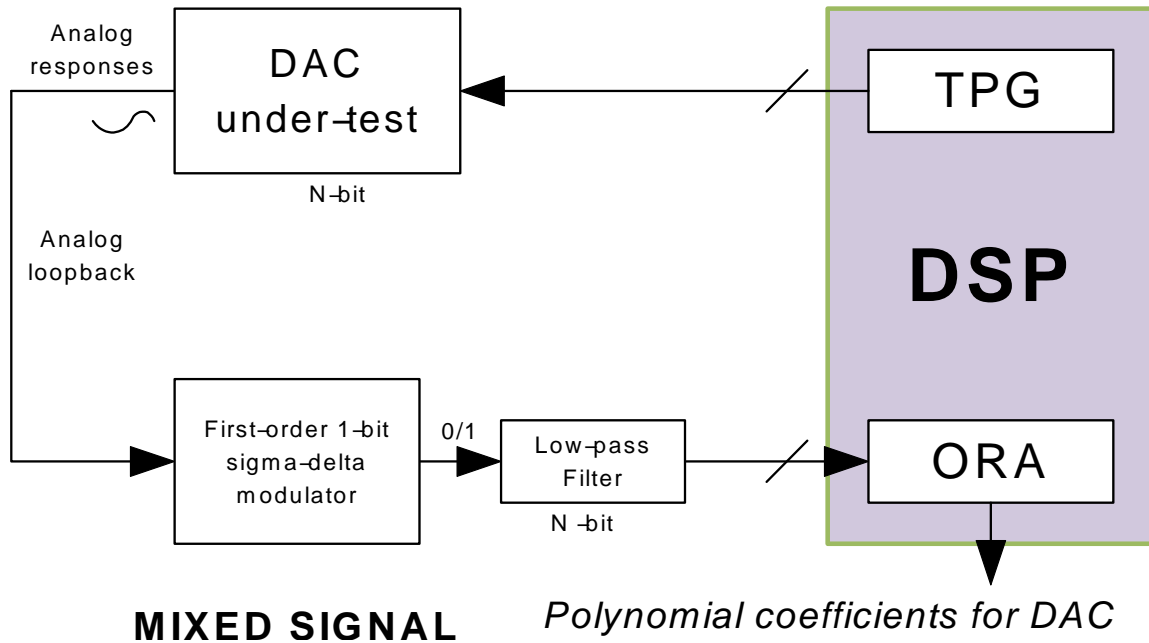 Analog
responses
DAC
under–test
N–bit
TPG
Analog
loopback
DSP
First–order 1–bit
sigma–delta
modulator
0/1
Low–pass
Filter
N –bit
ORA
MIXED SIGNAL
Polynomial coefficients for DAC